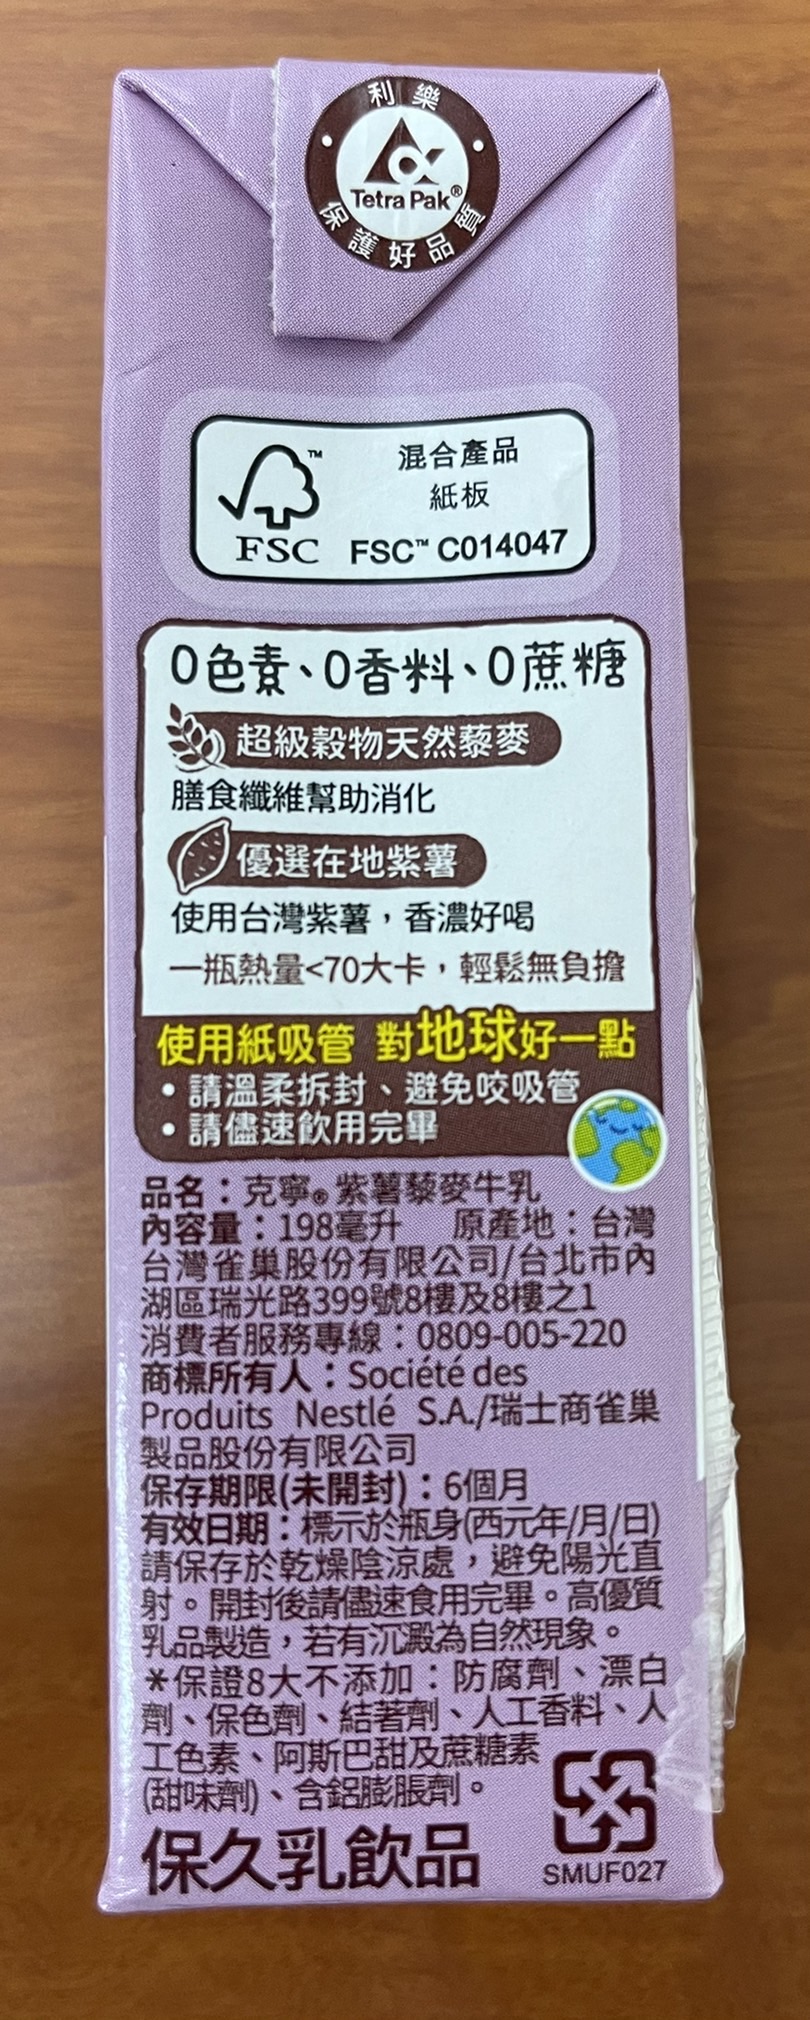 利樂
Tetra Pak®
保護好品質
FSC™
混合產品
紙板
FSC™ C014047
0色素、0香料、0蔗糖
超級穀物天然藜麥
膳食纖維幫助消化
優選在地紫薯
使用台灣紫薯，香濃好喝
一瓶熱量<70大卡，輕鬆無負擔
使用紙吸管 對地球好一點
•請溫柔拆封、避免咬吸管
•請儘速飲用完畢
品名：克寧®紫薯藜麥牛乳
內容量：198毫升 原產地：台灣
台灣雀巢股份有限公司/台北市內
湖區瑞光路399號8樓及8樓之1
消費者服務專線：0809-005-220
商標所有人：Société des
Produits Nestlé S.A./瑞士商雀巢
製品股份有限公司
保存期限(未開封)：6個月
有效日期：標示於瓶身(西元年/月/日)
請保存於乾燥陰涼處，避免陽光直
射。開封後請儘速食用完畢。高優質
乳品製造，若有沉澱為自然現象。
*保證8大不添加：防腐劑、漂白
劑、保色劑、結著劑、人工香料、人
工色素、阿斯巴甜及蔗糖素
(甜味劑)、含鋁膨脹劑。
保久乳飲品
SMUF027